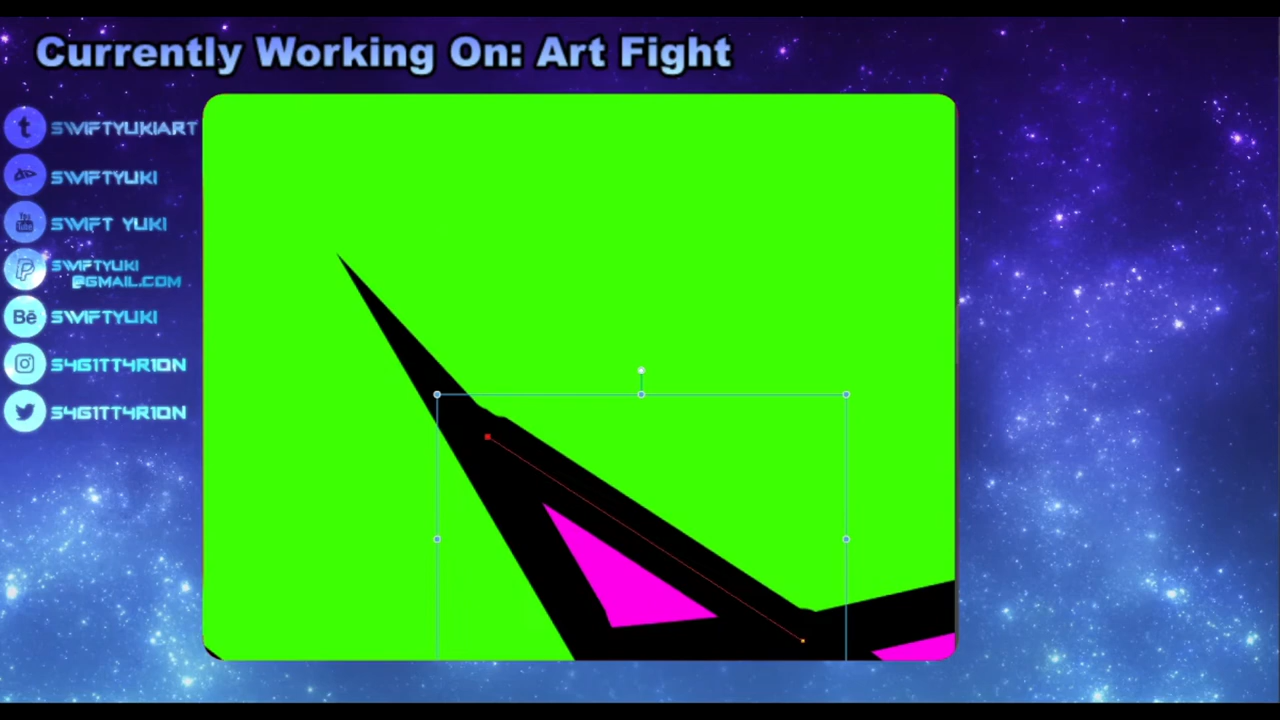 Currently Working On: Art Fight
SWIFTYUKIART
SWIFTYUKI
SWIFT YUKI
SWIFTYUKI
@GMAIL.COM
SWIFTYUKI
S4G1TT4R10N
S4G1TT4R10N